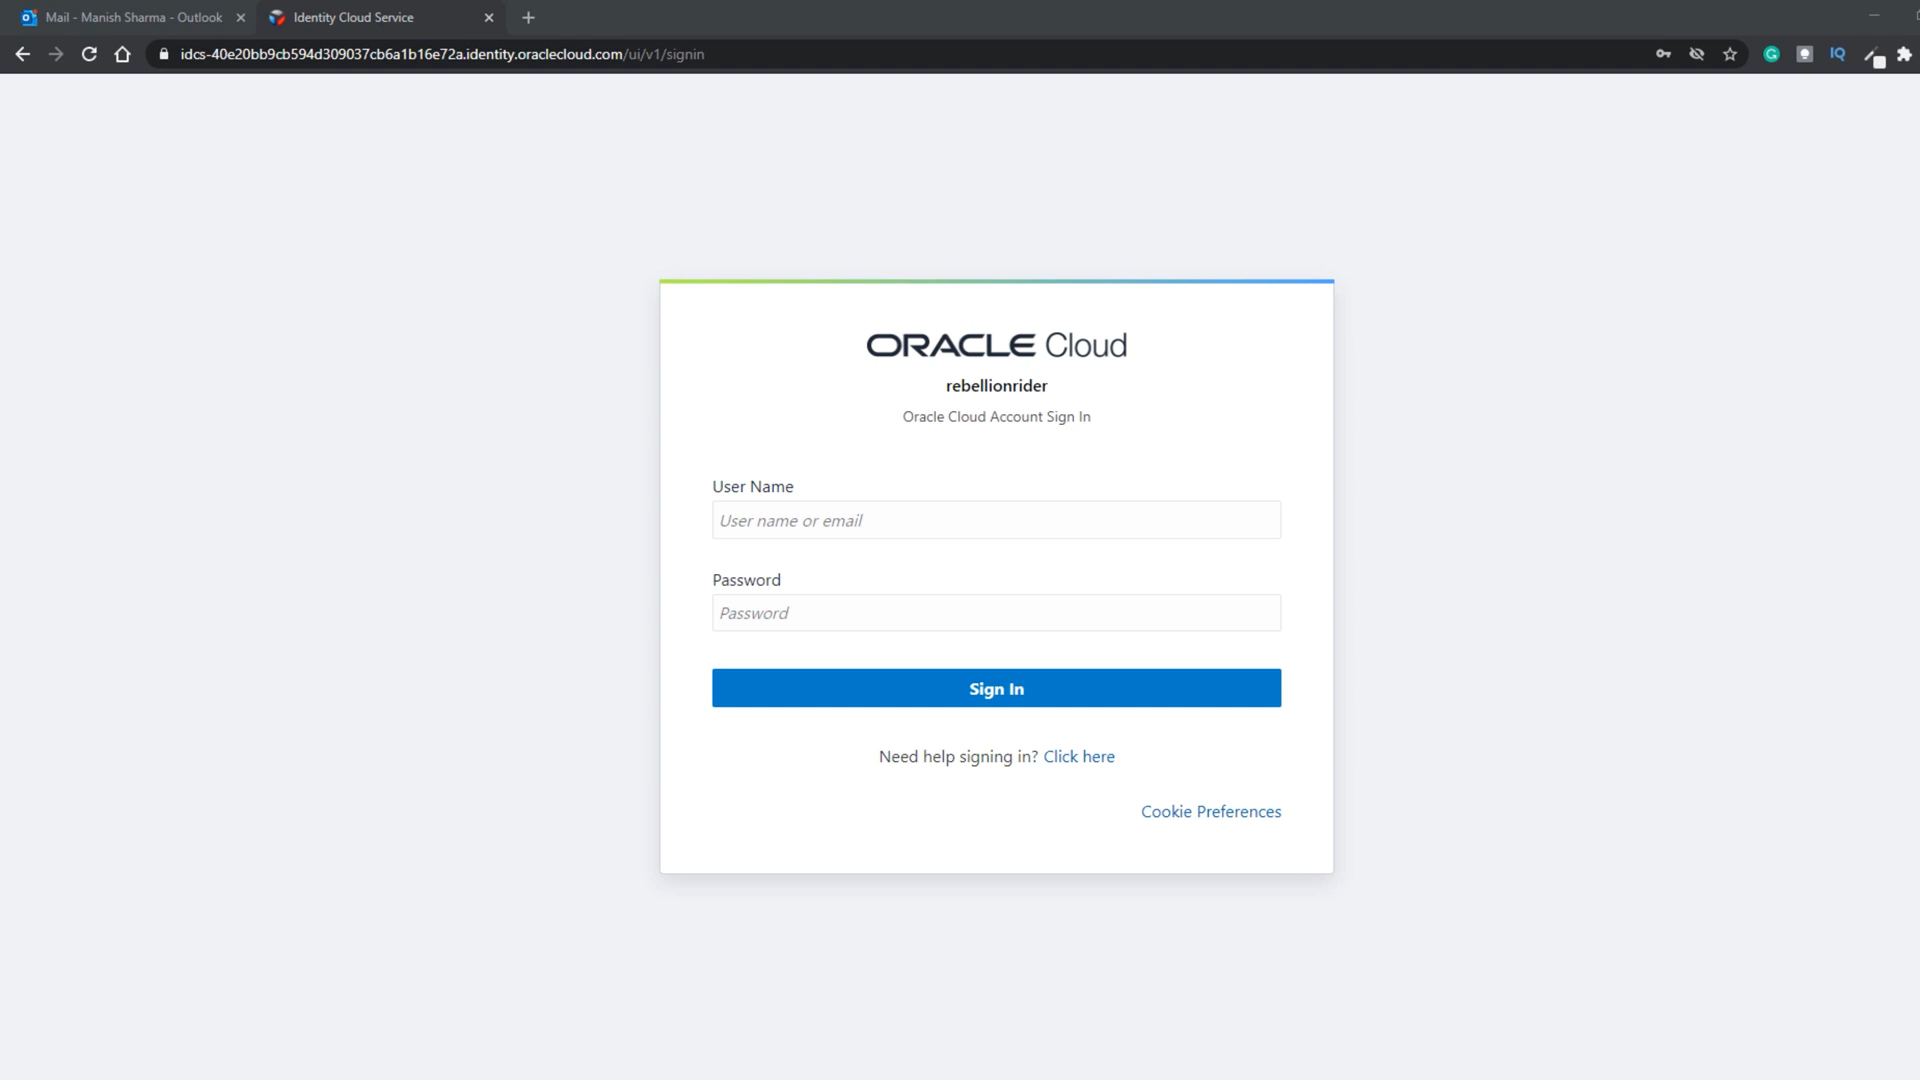 Mail - Manish Sharma - Outlook
Identity Cloud Service
idcs-40e20bb9cb594d309037cb6a1b16e72a.identity.oraclecloud.com/ui/v1/signin
IQ
ORACLE Cloud
rebellionrider
Oracle Cloud Account Sign In
User Name
User name or email
Password
Password
Sign In
Need help signing in? Click here
Cookie Preferences